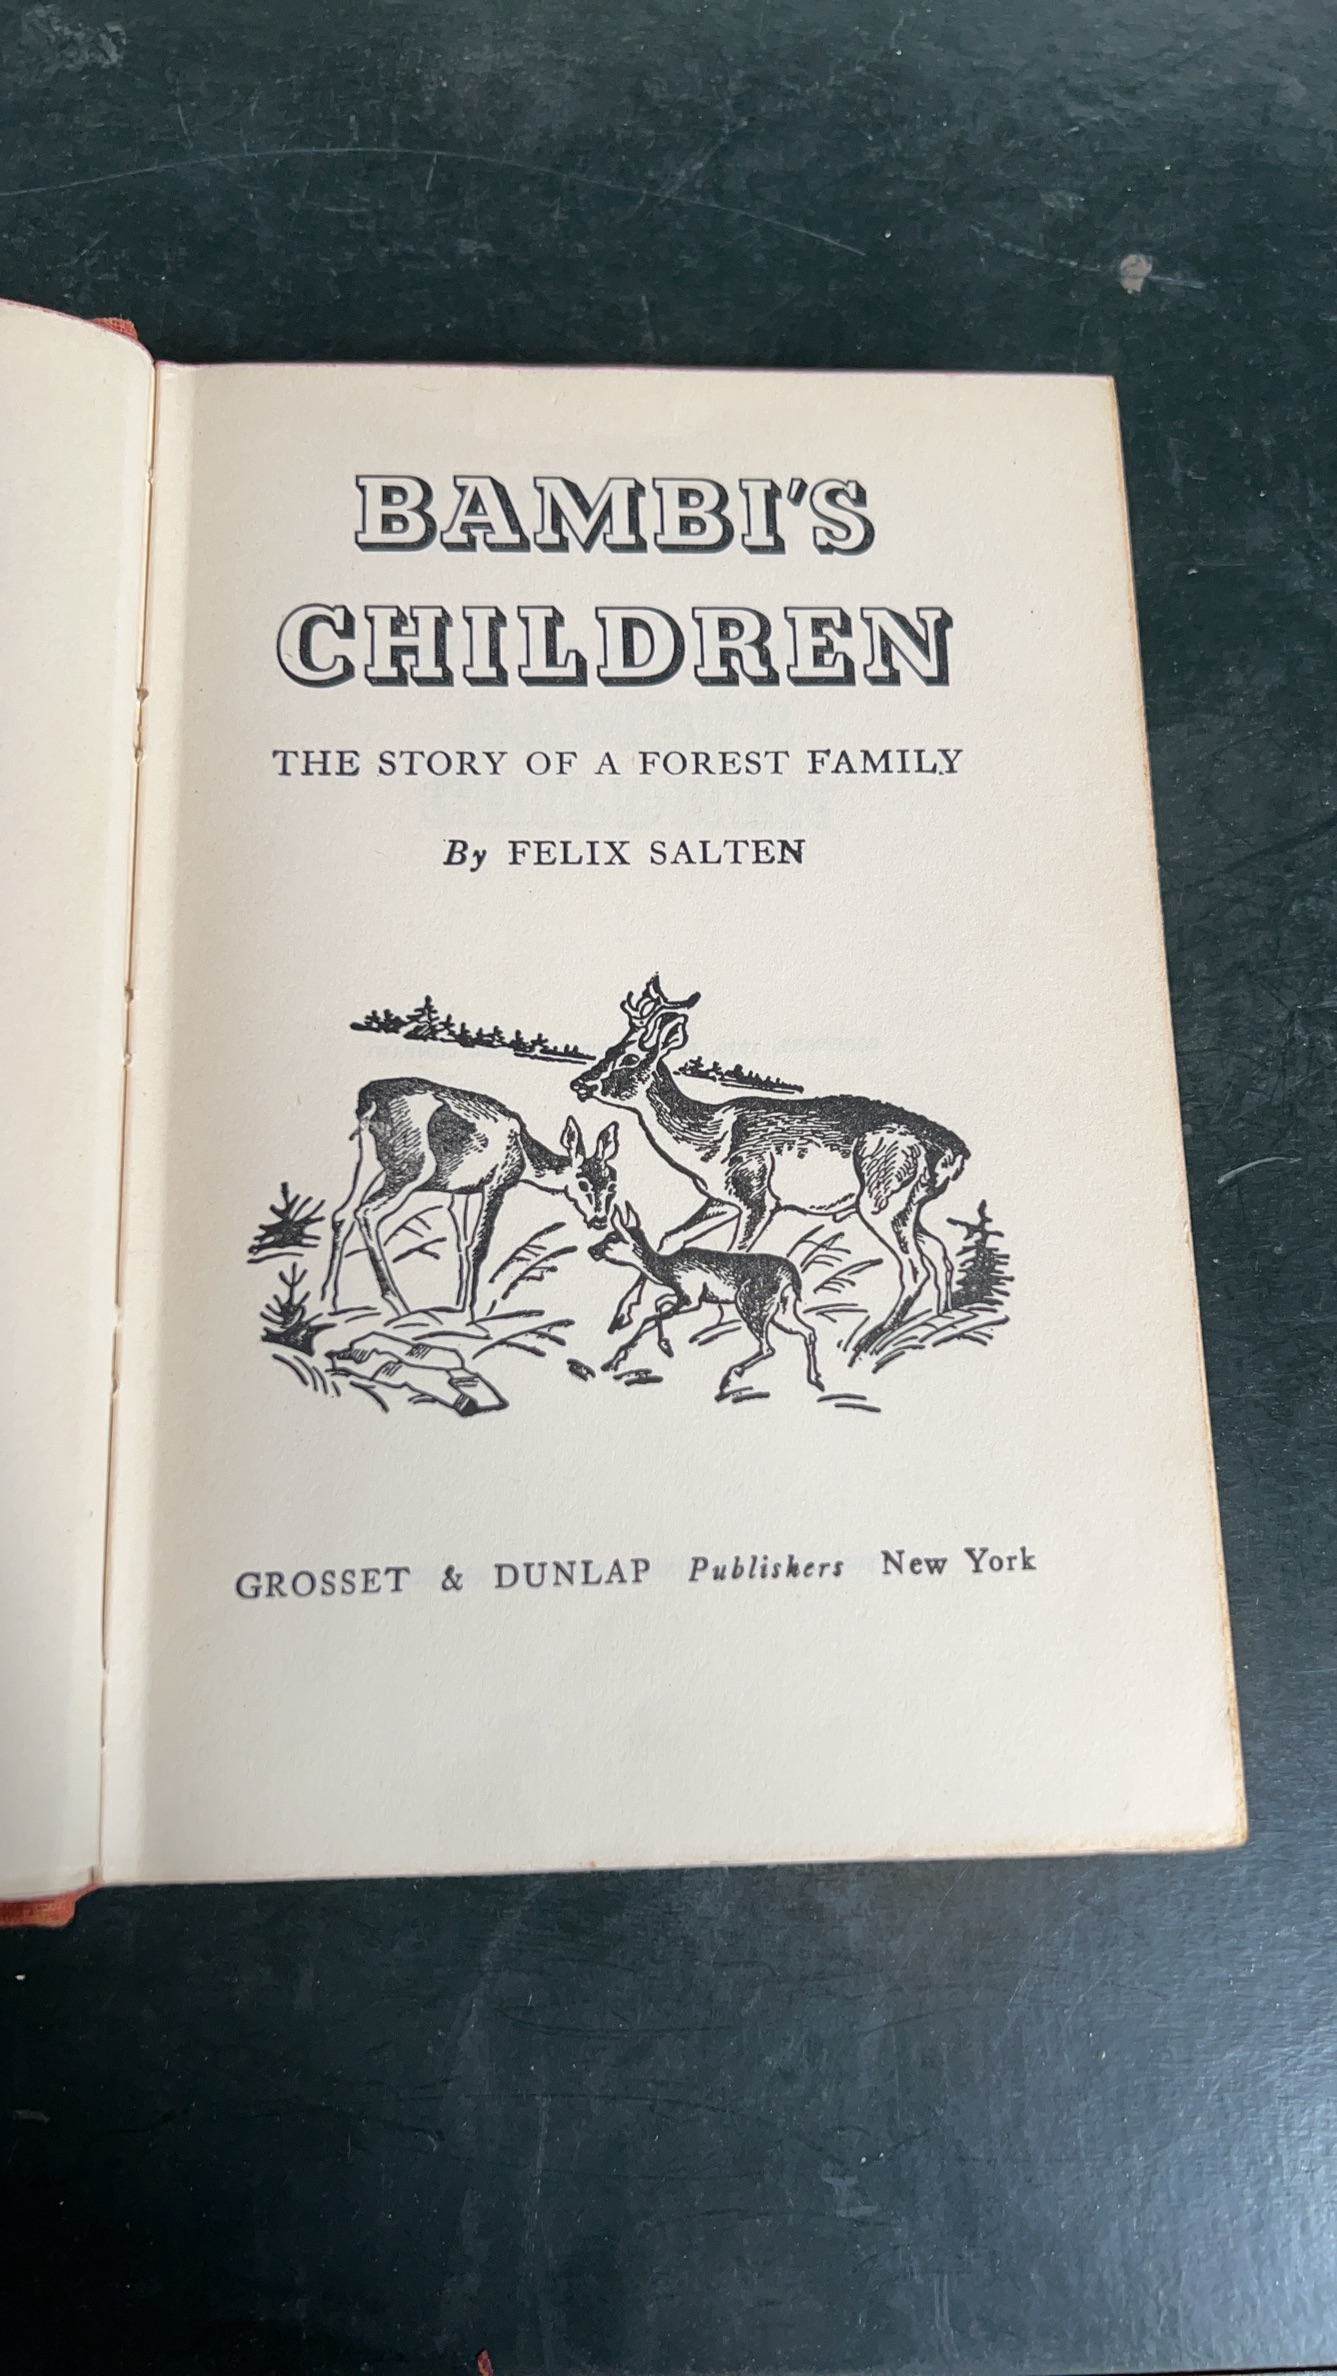 BAMBI'S
CHILDREN
THE STORY OF A FOREST FAMILY
By FELIX SALTEN
GROSSET & DUNLAP Publishers New York